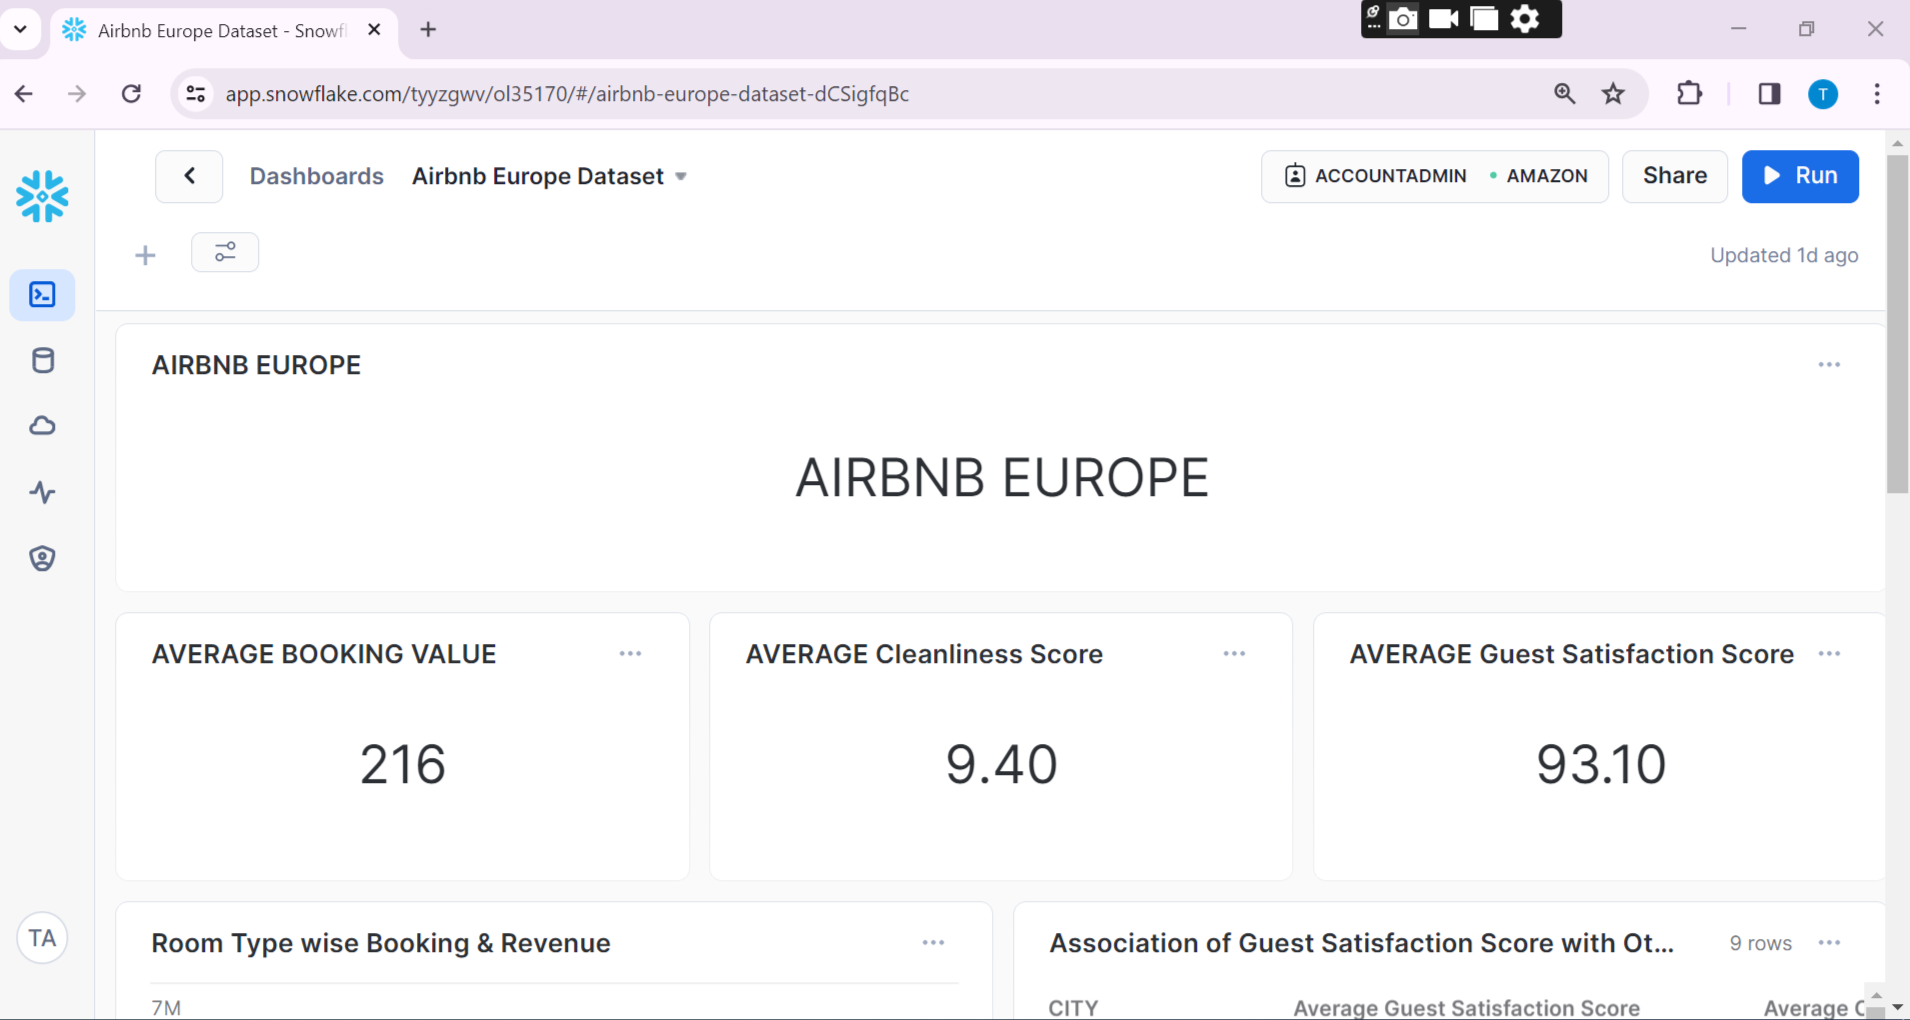 Airbnb Europe Dataset - Snowfl
app.snowflake.com/tyyzgwv/ol35170/#/airbnb-europe-dataset-dCSigfqBc
T
Dashboards Airbnb Europe Dataset
ACCOUNTADMIN • AMAZON
Share
Run
Updated 1d ago
AIRBNB EUROPE
AIRBNB EUROPE
AVERAGE BOOKING VALUE
216
AVERAGE Cleanliness Score
9.40
AVERAGE Guest Satisfaction Score
93.10
Room Type wise Booking & Revenue
7M
Association of Guest Satisfaction Score with Ot... 9 rows
CITY Average Guest Satisfaction Score Average C
TA